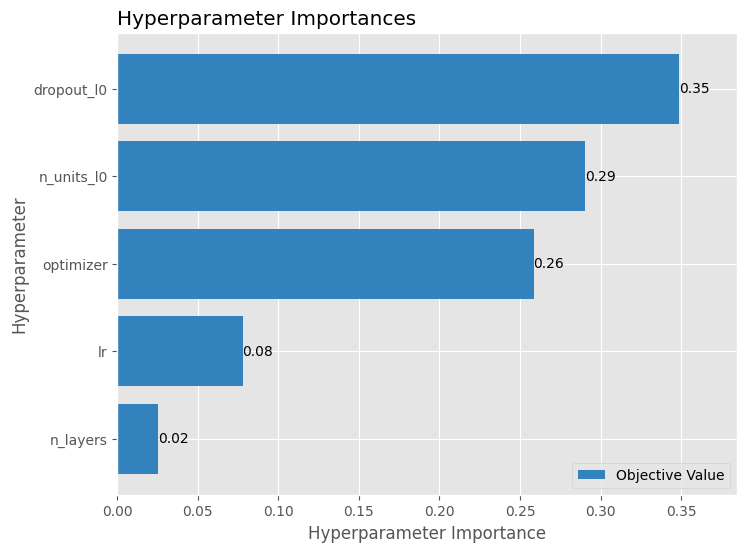 Hyperparameter Importances
dropout_l0
0.35
n_units_l0
0.29
optimizer
0.26
lr
0.08
n_layers
0.02
Hyperparameter
Objective Value
0.00 0.05 0.10 0.15 0.20 0.25 0.30 0.35
Hyperparameter Importance